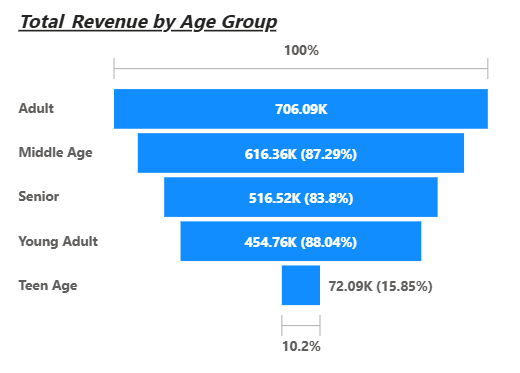 Total Revenue by Age Group
100%
Adult 706.09K
Middle Age 616.36K (87.29%)
Senior 516.52K (83.8%)
Young Adult 454.76K (88.04%)
Teen Age 72.09K (15.85%)
10.2%